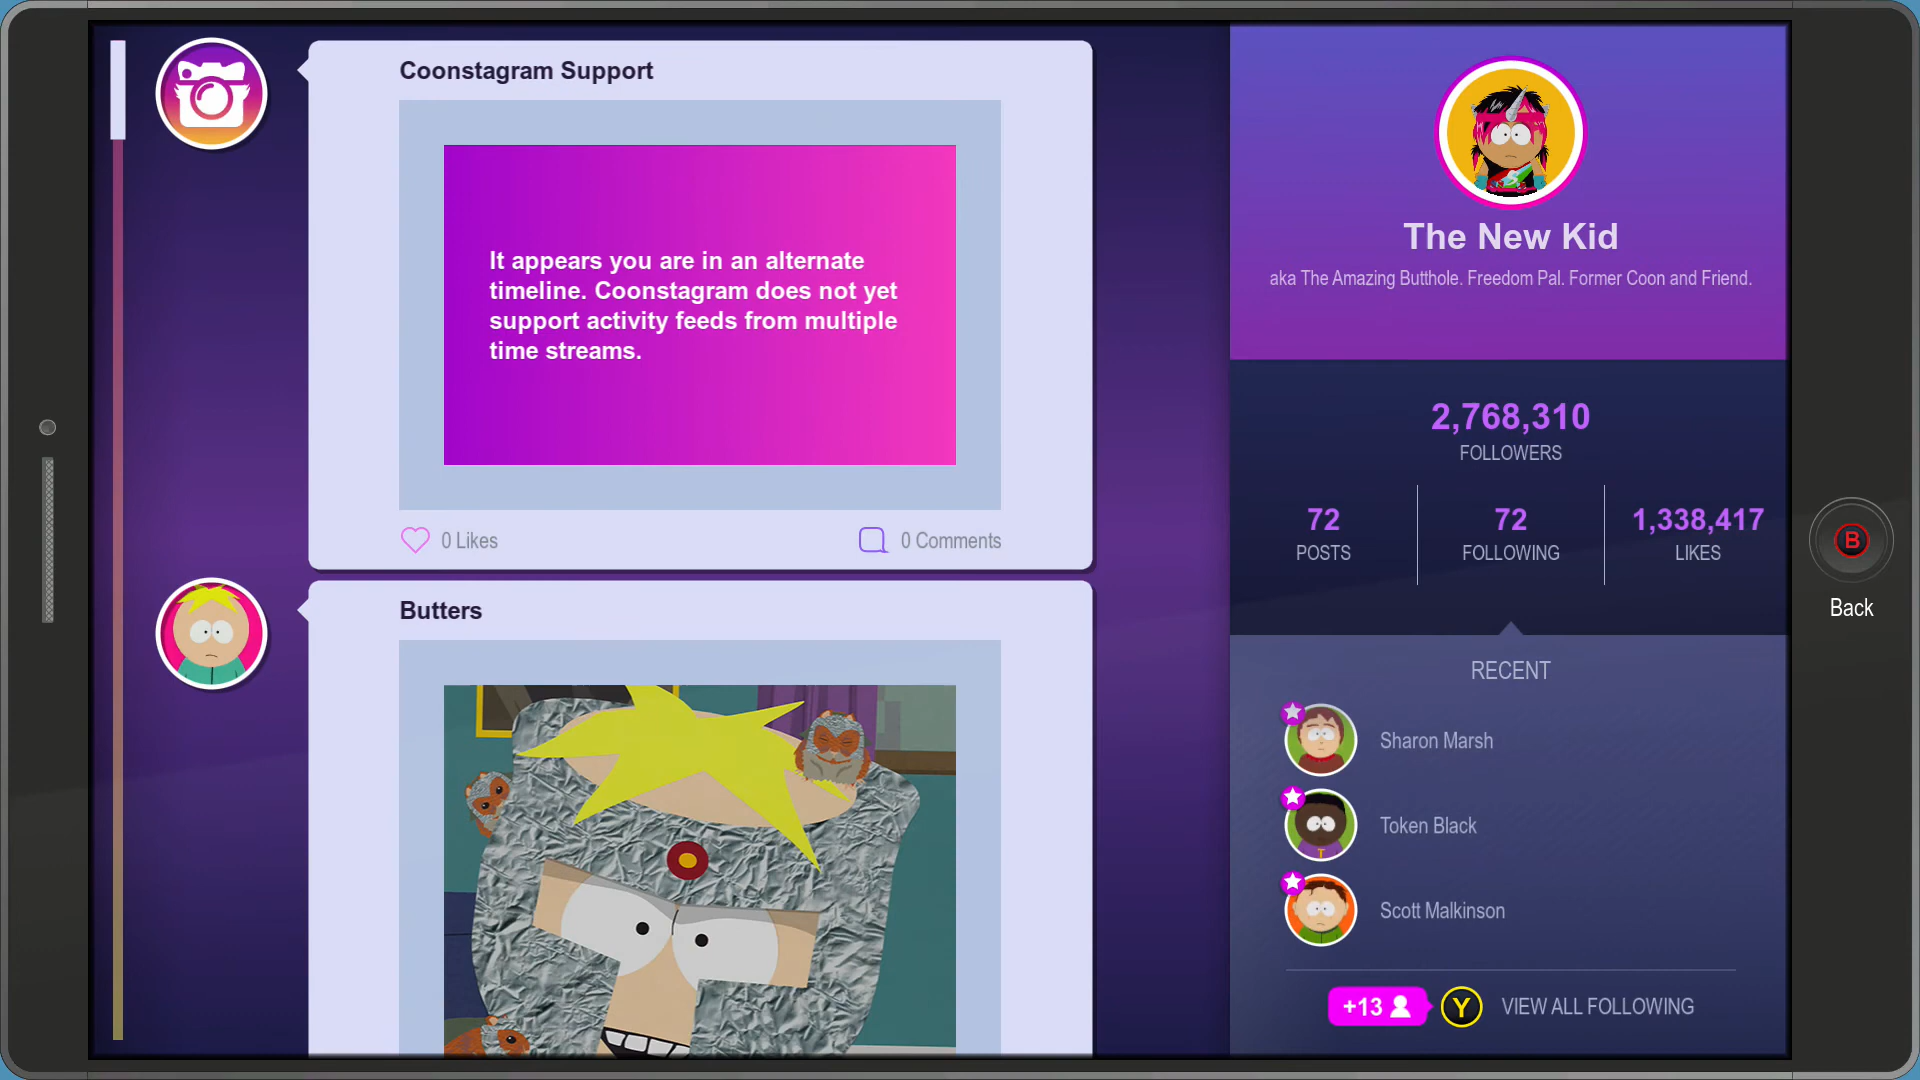 Coonstagram Support
It appears you are in an alternate
timeline. Coonstagram does not yet
support activity feeds from multiple
time streams.
0 Likes
0 Comments
Butters
The New Kid
aka The Amazing Butthole. Freedom Pal. Former Coon and Friend.
2,768,310
FOLLOWERS
72
POSTS
72
FOLLOWING
1,338,417
LIKES
RECENT
Sharon Marsh
T
Token Black
Scott Malkinson
+13
Y
VIEW ALL FOLLOWING
B
Back